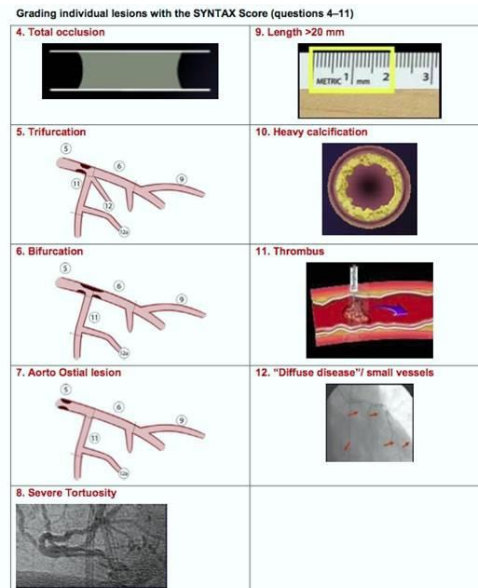 Grading individual lesions with the SYNTAX Score (questions 4–11)
4. Total occlusion
9. Length >20 mm
METRIC 1 mm 2 3
5. Trifurcation
5
6
9
11
12
12a
10. Heavy calcification
6. Bifurcation
5
6
9
11
12a
11. Thrombus
7. Aorto Ostial lesion
5
6
9
11
12a
12. "Diffuse disease"/ small vessels
8. Severe Tortuosity